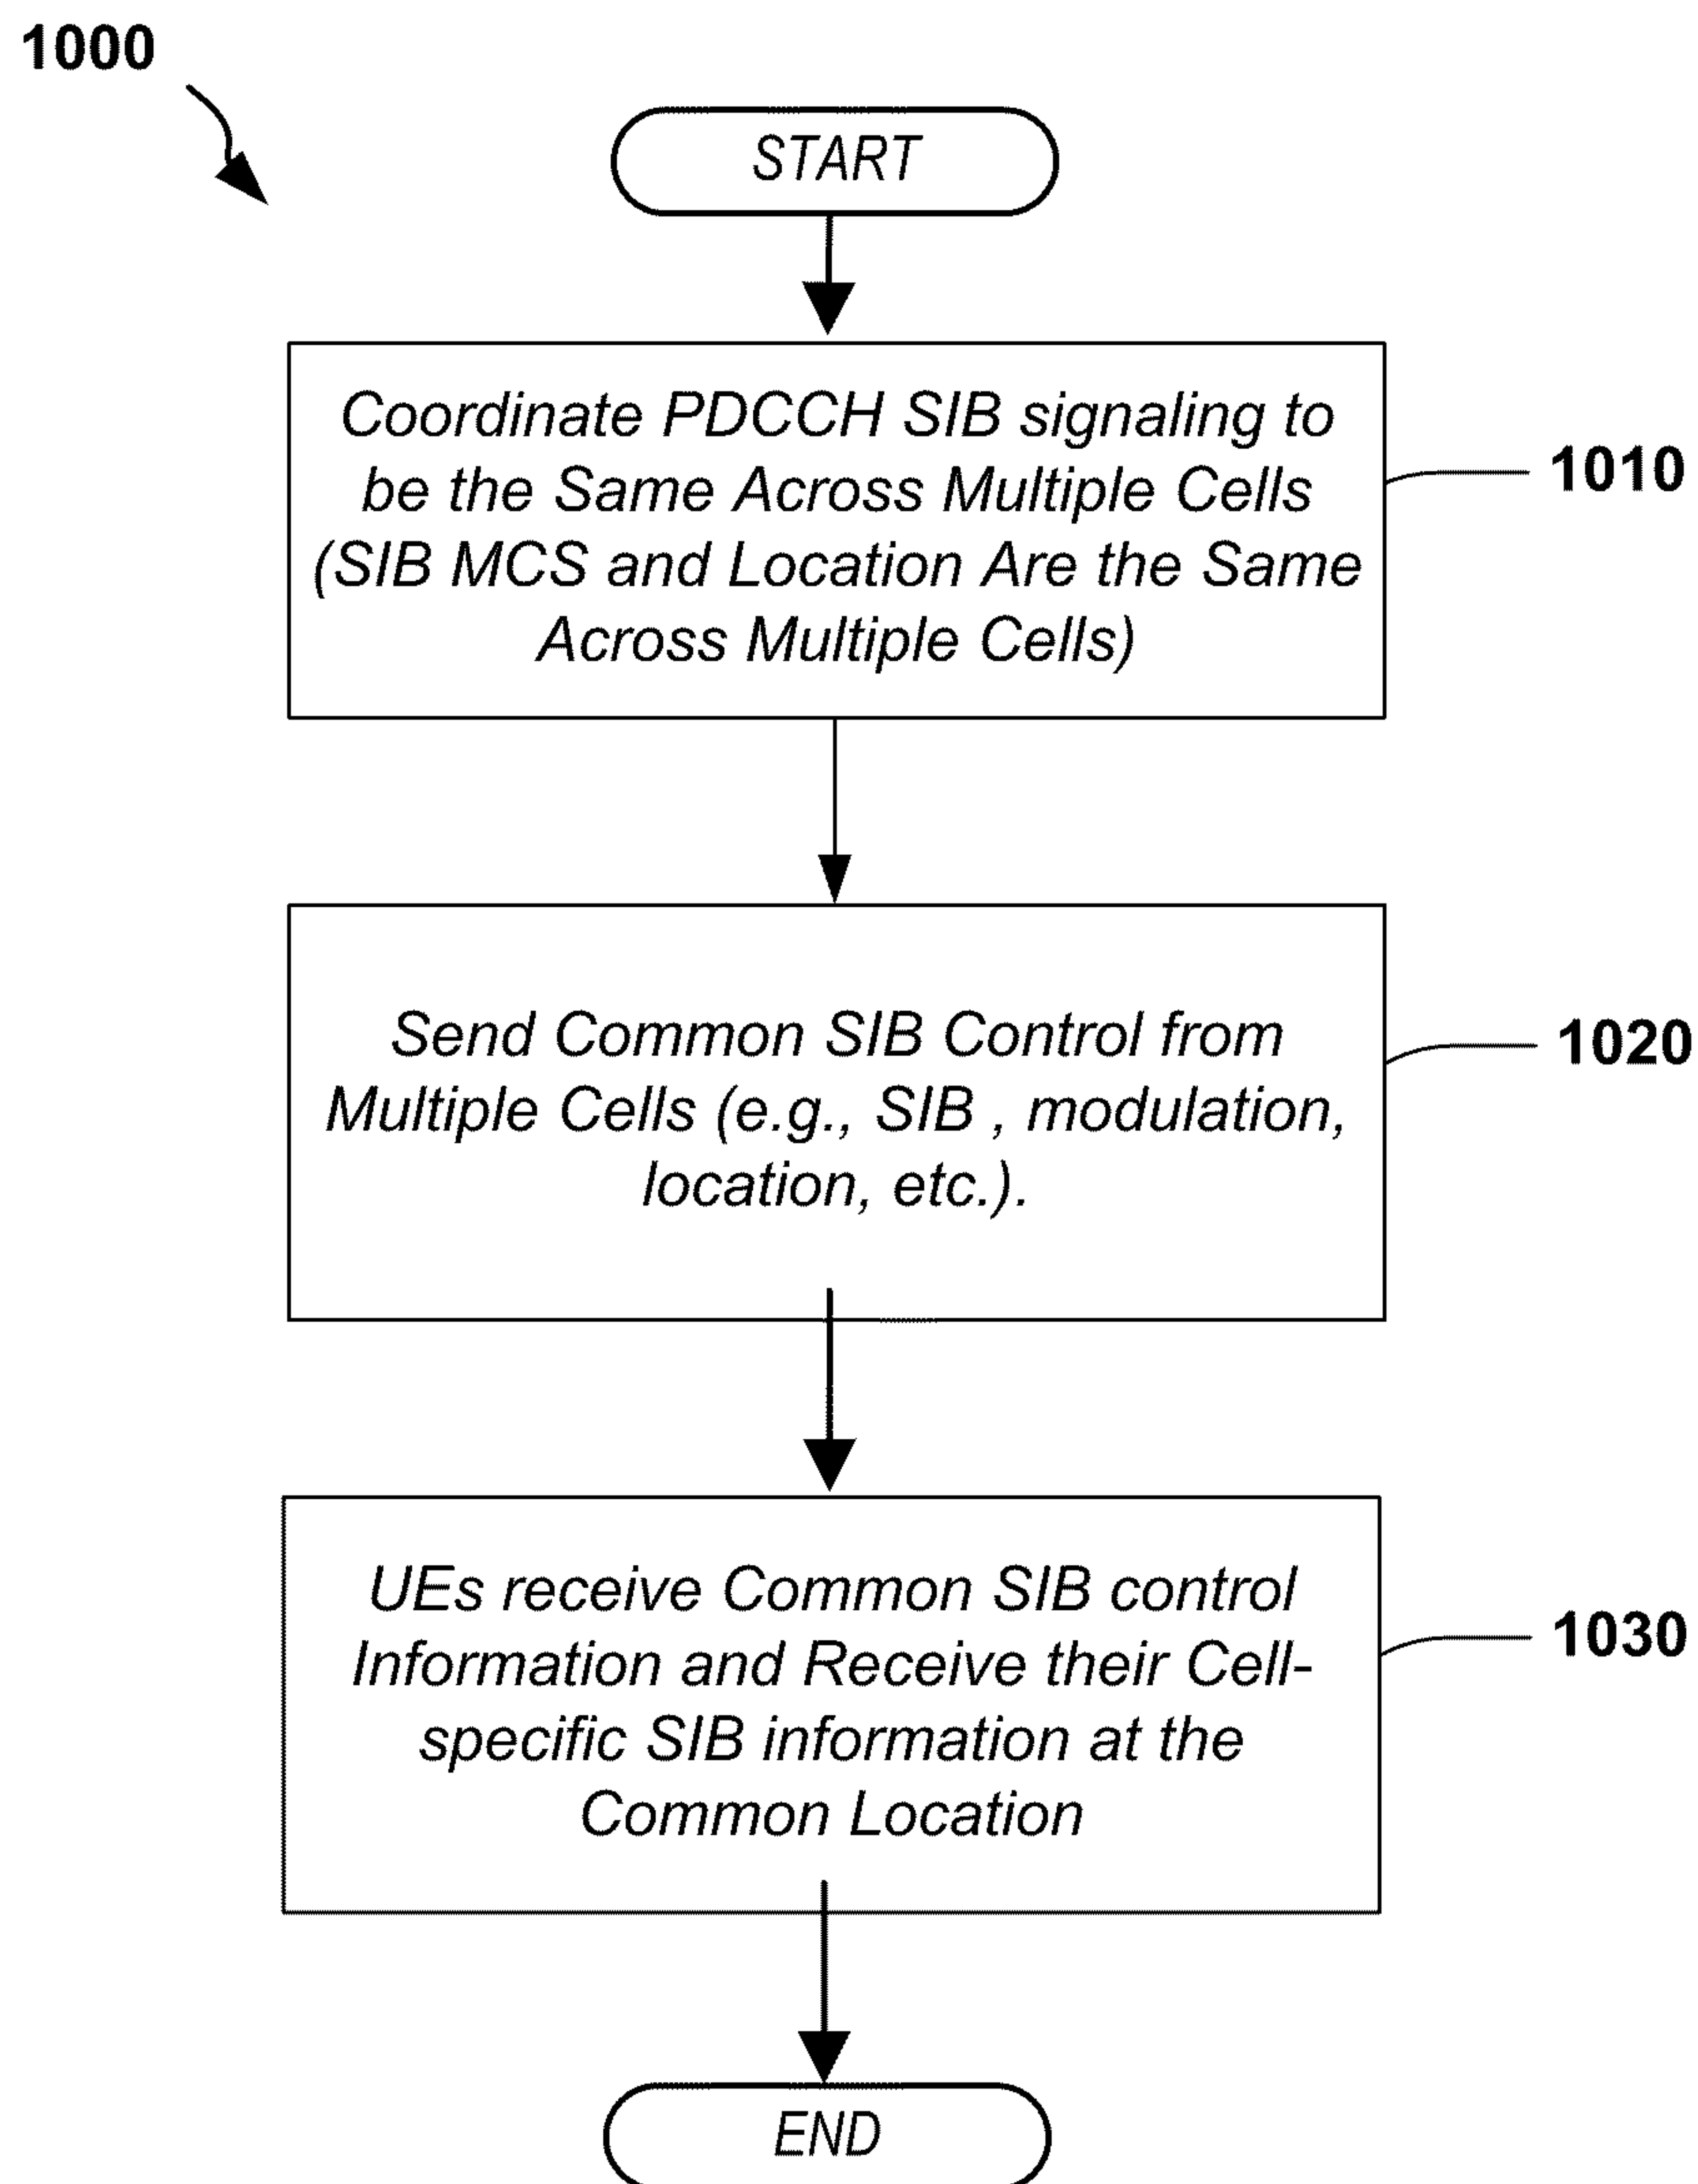 1000
START
Coordinate PDCCH SIB signaling to
be the Same Across Multiple Cells
(SIB MCS and Location Are the Same
Across Multiple Cells)
1010
Send Common SIB Control from
Multiple Cells (e.g., SIB , modulation,
location, etc.).
1020
UEs receive Common SIB control
Information and Receive their Cell-
specific SIB information at the
Common Location
1030
END